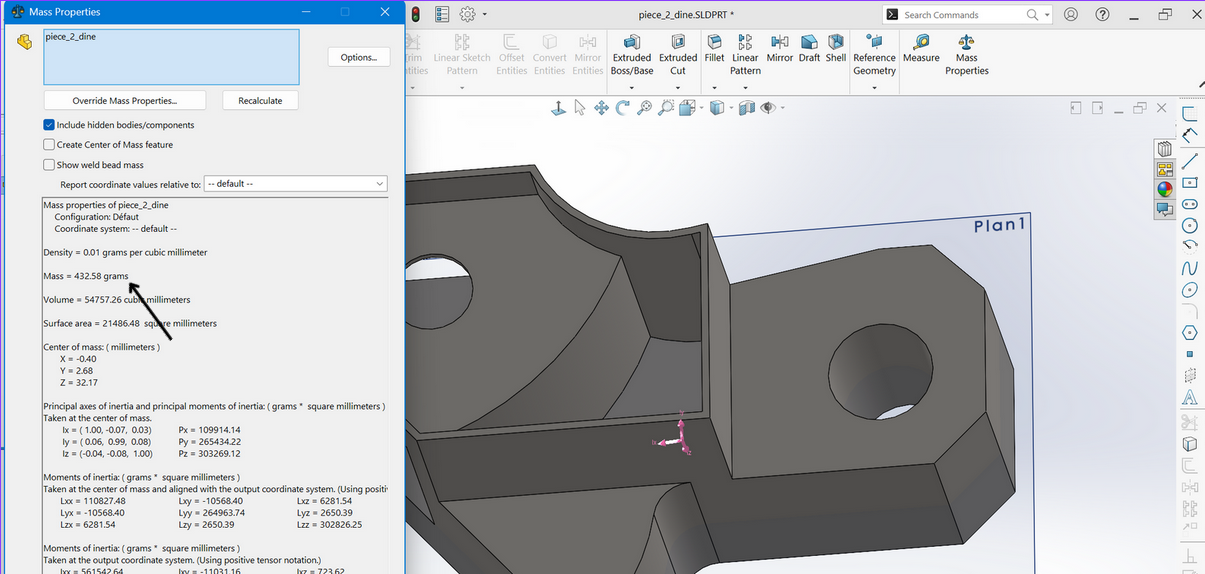 Mass Properties
piece_2_dine.SLDPRT *
Search Commands
piece_2_dine
Options...
Override Mass Properties...
Recalculate
Include hidden bodies/components
Create Center of Mass feature
Show weld bead mass
Report coordinate values relative to:
-- default --
Linear Sketch Pattern
Offset Entities
Convert Entities
Mirror Entities
Extruded Boss/Base
Extruded Cut
Fillet
Linear Pattern
Mirror
Draft
Shell
Reference Geometry
Measure
Mass Properties
Mass properties of piece_2_dine
Configuration: Défaut
Coordinate system: -- default --
Density = 0.01 grams per cubic millimeter
Mass = 432.58 grams
Volume = 54757.26 cubic millimeters
Surface area = 21486.48 square millimeters
Center of mass: ( millimeters )
X = -0.40
Y = 2.68
Z = 32.17
Principal axes of inertia and principal moments of inertia: ( grams * square millimeters )
Taken at the center of mass.
Ix = ( 1.00, -0.07, 0.03) Px = 109914.14
Iy = ( 0.06, 0.99, 0.08) Py = 265434.22
Iz = (-0.04, -0.08, 1.00) Pz = 303269.12
Moments of inertia: ( grams * square millimeters )
Taken at the center of mass and aligned with the output coordinate system. (Using positiv
Lxx = 110827.48 Lxy = -10568.40 Lxz = 6281.54
Lyx = -10568.40 Lyy = 264963.74 Lyz = 2650.39
Lzx = 6281.54 Lzy = 2650.39 Lzz = 302826.25
Moments of inertia: ( grams * square millimeters )
Taken at the output coordinate system. (Using positive tensor notation.)
Ixx = 561542.64 Ixy = -11031.16 Ixz = 723.62
Plan1